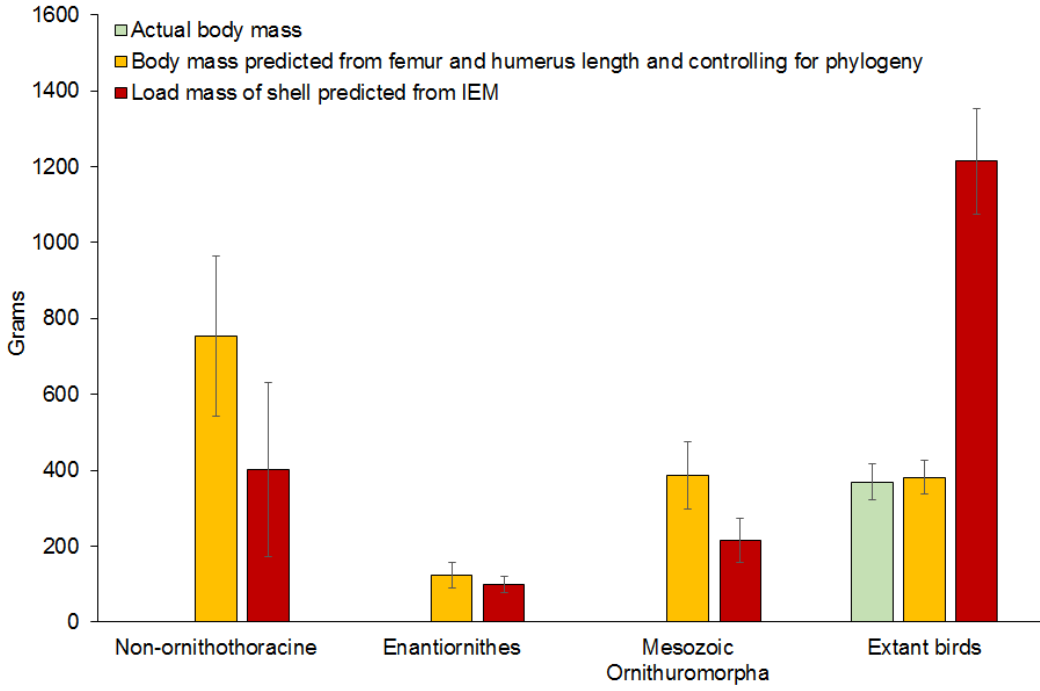 1600
1400
1200
1000
800
600
400
200
0
Grams
Actual body mass
Body mass predicted from femur and humerus length and controlling for phylogeny
Load mass of shell predicted from IEM
Non-ornithothoracine
Enantiornithes
Mesozoic
Ornithuromorpha
Extant birds